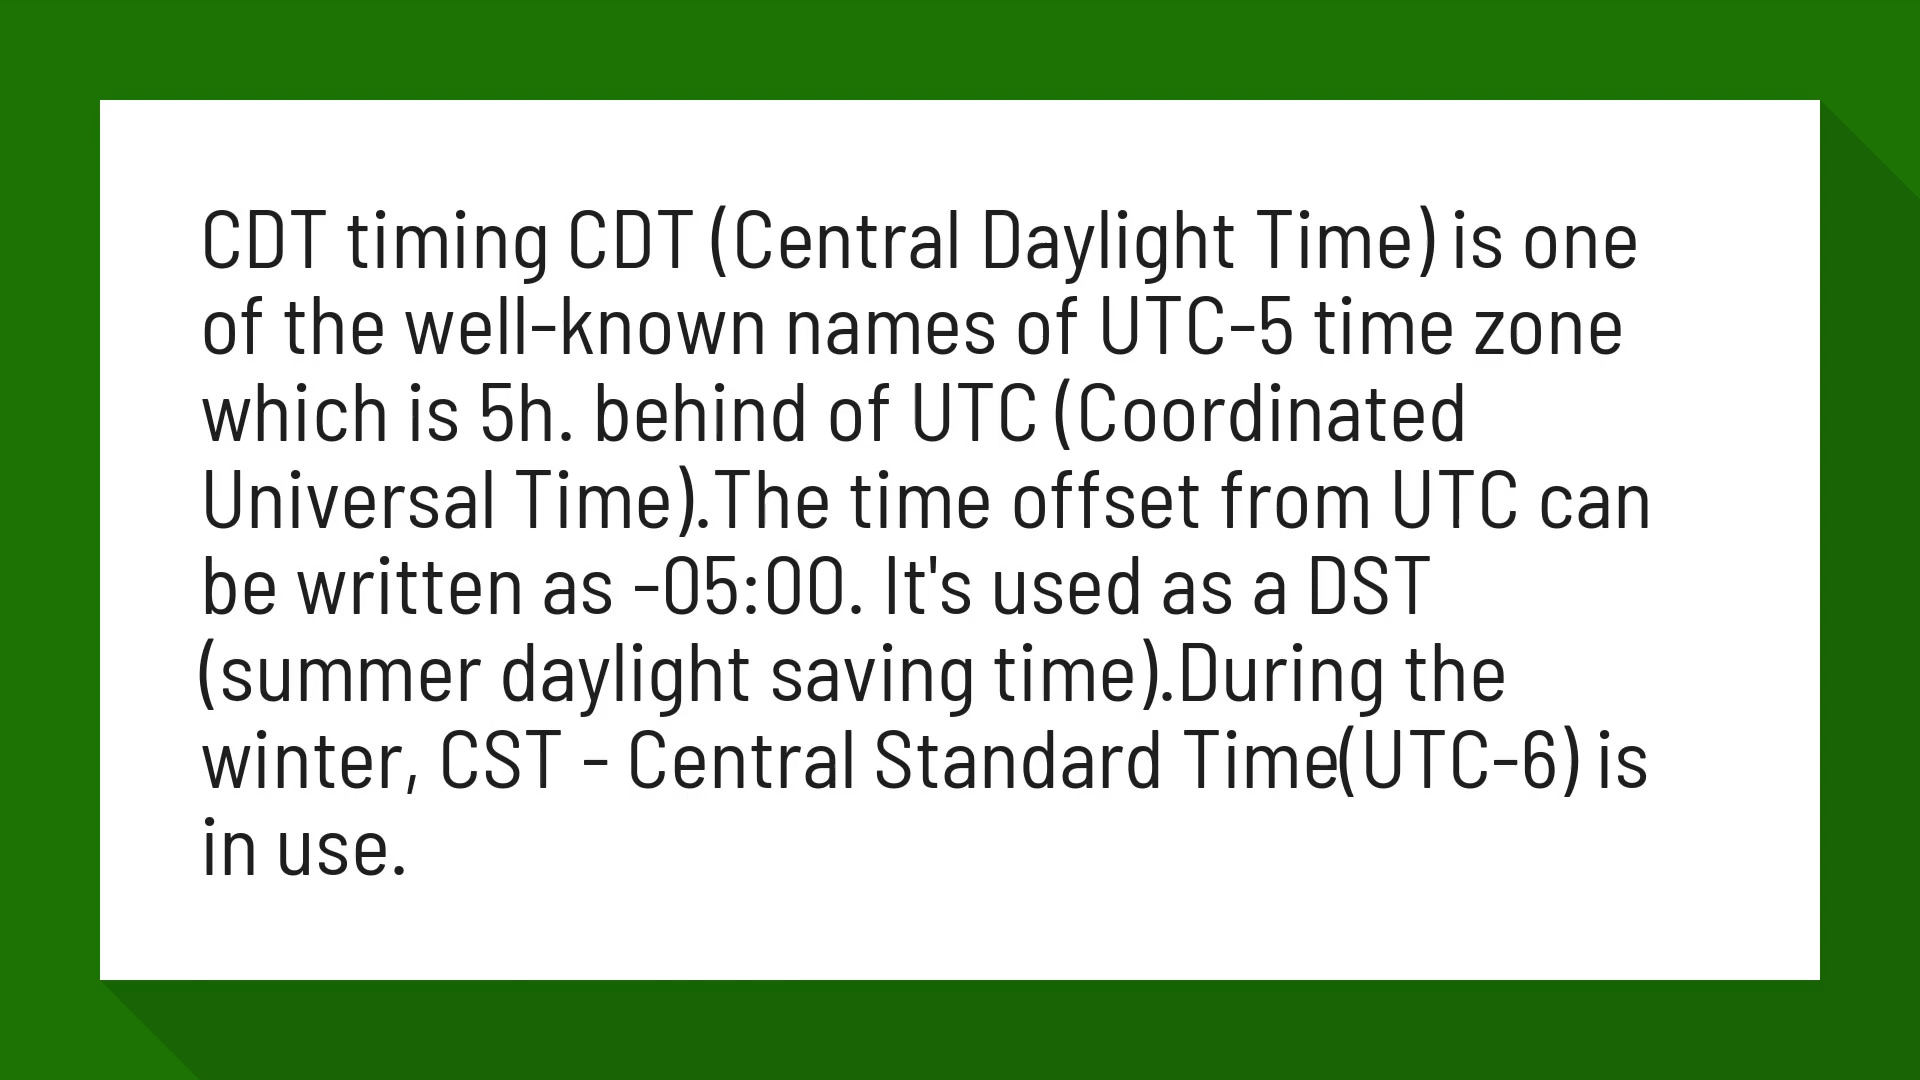 CDT timing CDT (Central Daylight Time) is one
of the well-known names of UTC-5 time zone
which is 5h. behind of UTC (Coordinated
Universal Time).The time offset from UTC can
be written as -05:00. It's used as a DST
(summer daylight saving time).During the
winter, CST - Central Standard Time(UTC-6) is
in use.